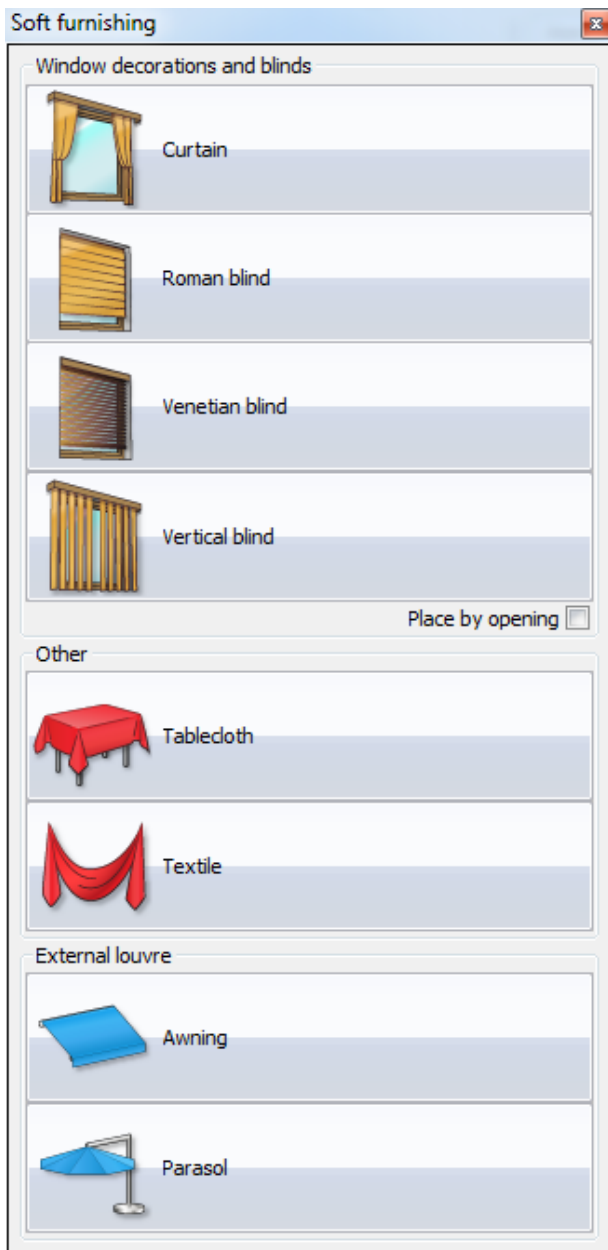 Soft furnishing
Window decorations and blinds
Curtain
Roman blind
Venetian blind
Vertical blind
Place by opening
Other
Tablecloth
Textile
External louvre
Awning
Parasol